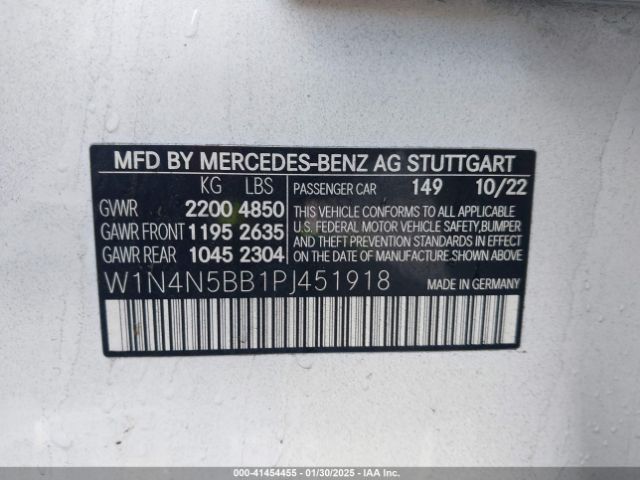 MFD BY MERCEDES-BENZ AG STUTTGART
KG LBS
GVWR 2200 4850
GAWR FRONT 1195 2635
GAWR REAR 1045 2304
PASSENGER CAR 149 10/22
THIS VEHICLE CONFORMS TO ALL APPLICABLE
U.S. FEDERAL MOTOR VEHICLE SAFETY,BUMPER
AND THEFT PREVENTION STANDARDS IN EFFECT
ON THE DATE OF MANUFACTURE SHOWN ABOVE.
W1N4N5BB1PJ451918
MADE IN GERMANY
000-41454455 - 01/30/2025 - IAA Inc.